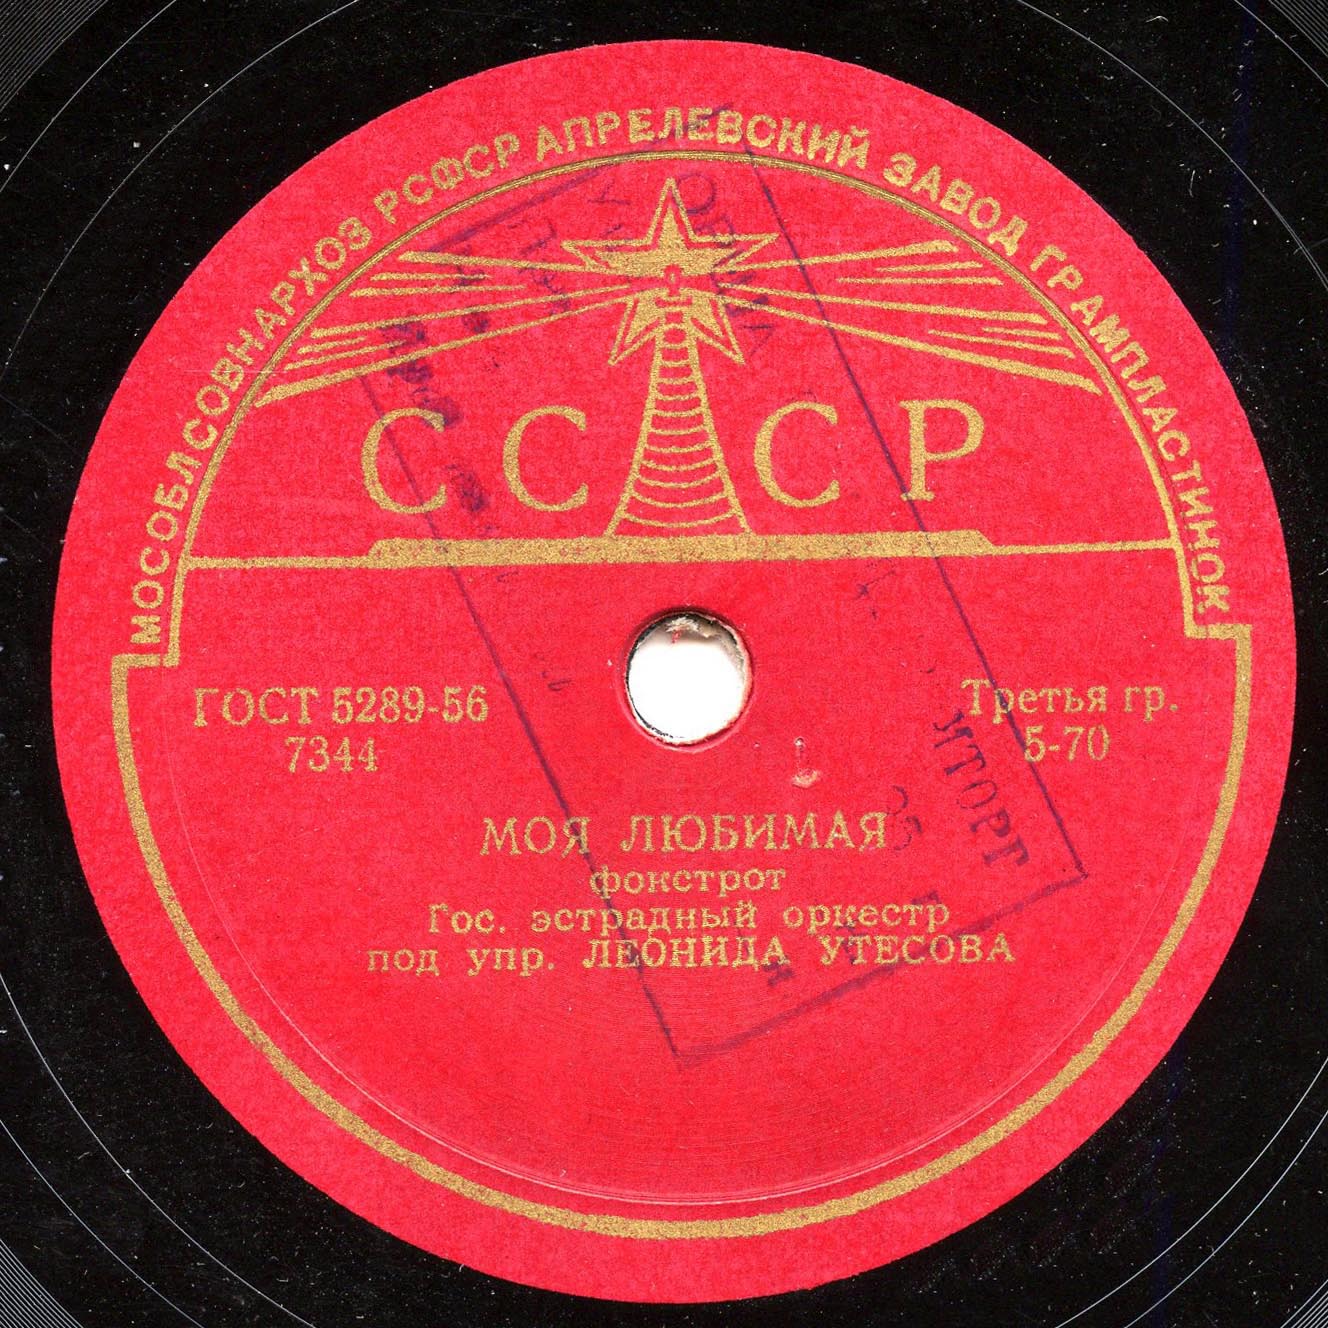 МОСОБЛСОВНАРХОЗ РСФСР АПРЕЛЕВСКИЙ ЗАВОД ГРАМПЛАСТИНОК
СССР
ГОСТ 5289-56
7344
Третья гр.
5-70
МОЯ ЛЮБИМАЯ
фокстрот
Гос. эстрадный оркестр
под упр. ЛЕОНИДА УТЕСОВА